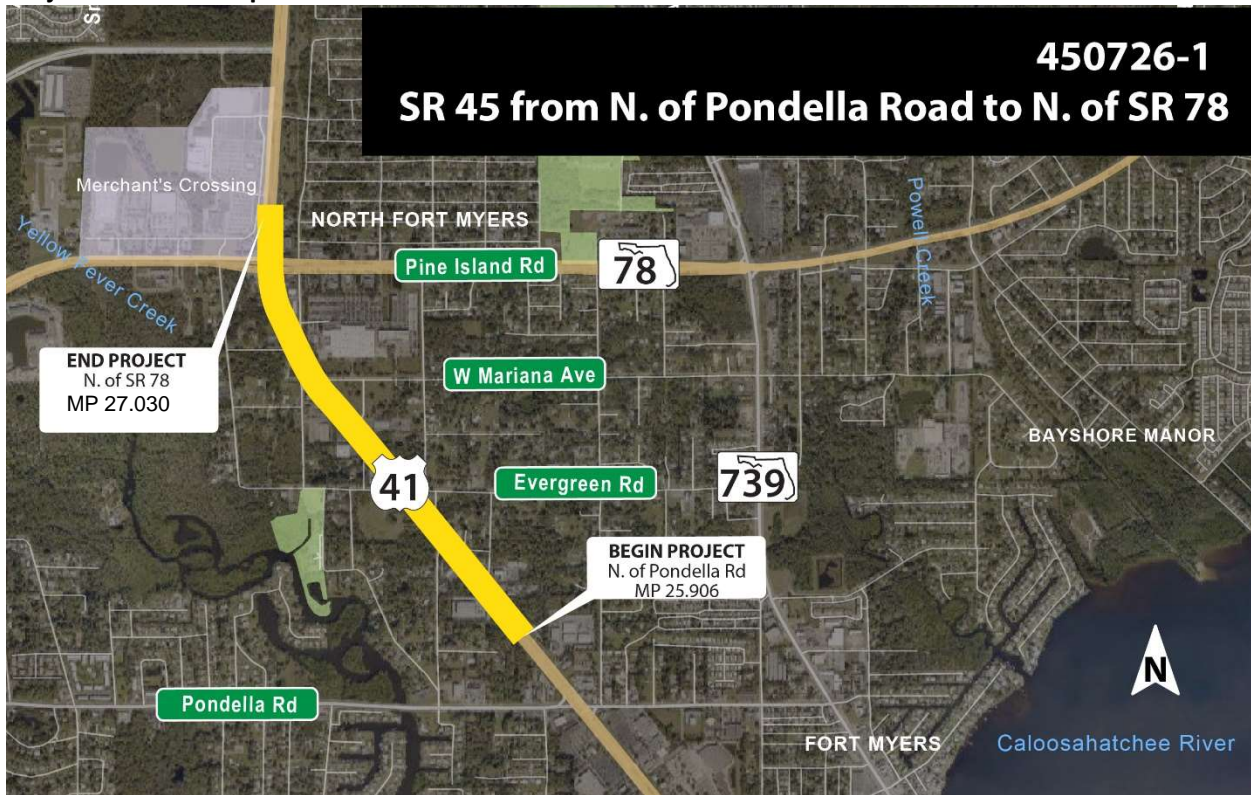 450726-1
SR 45 from N. of Pondella Road to N. of SR 78
Merchant's Crossing
NORTH FORT MYERS
Powell Creek
Yellow Fever Creek
Pine Island Rd
78
END PROJECT
N. of SR 78
MP 27.030
W Mariana Ave
BAYSHORE MANOR
41
Evergreen Rd
739
BEGIN PROJECT
N. of Pondella Rd
MP 25.906
N
Pondella Rd
FORT MYERS
Caloosahatchee River